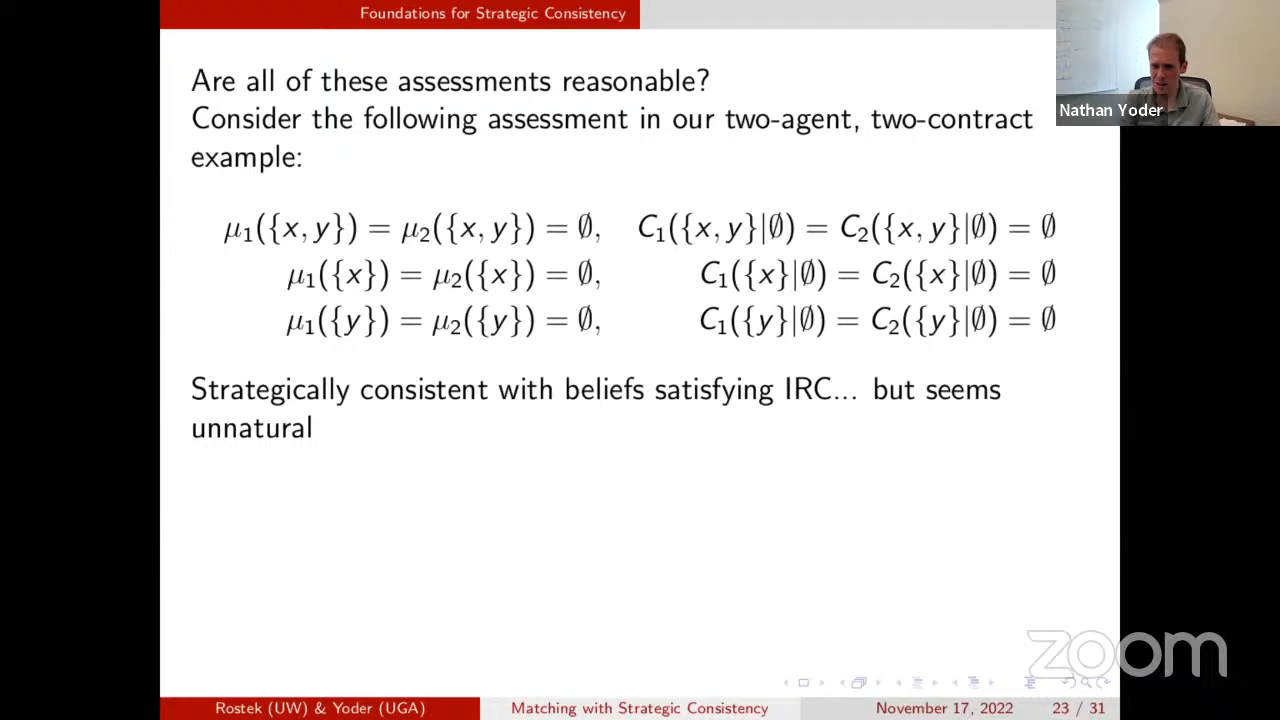 Foundations for Strategic Consistency
Nathan Yoder
Are all of these assessments reasonable?
Consider the following assessment in our two-agent, two-contract
example:
μ₁({x, y}) = μ₂({x, y}) = ∅, C₁({x, y}|∅) = C₂({x, y}|∅) = ∅
μ₁({x}) = μ₂({x}) = ∅, C₁({x}|∅) = C₂({x}|∅) = ∅
μ₁({y}) = μ₂({y}) = ∅, C₁({y}|∅) = C₂({y}|∅) = ∅
Strategically consistent with beliefs satisfying IRC... but seems
unnatural
zoom
Rostek (UW) & Yoder (UGA) Matching with Strategic Consistency November 17, 2022 23 / 31